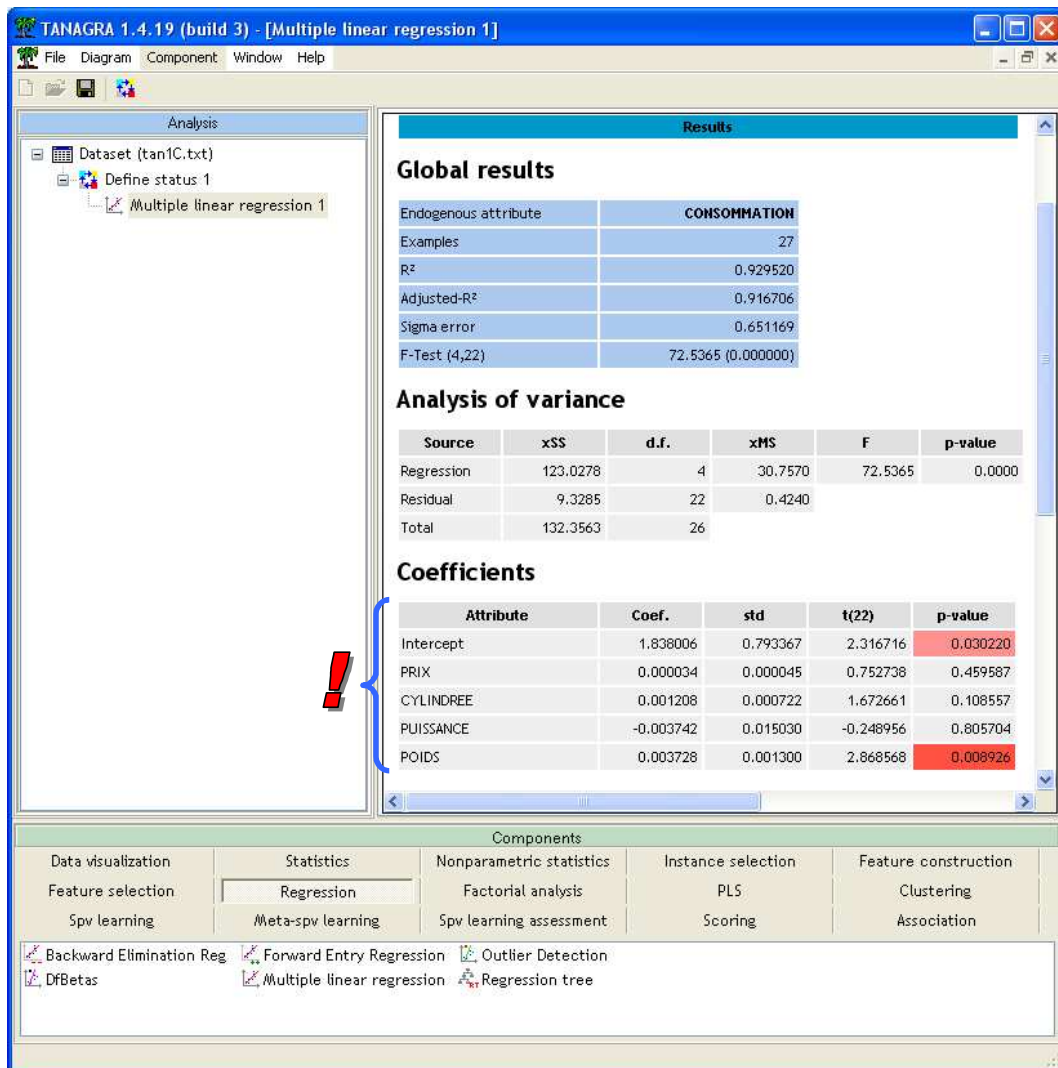 TANAGRA 1.4.19 (build 3) - [Multiple linear regression 1]
File Diagram Component Window Help
Analysis
Dataset (tan1C.txt)
Define status 1
Multiple linear regression 1
Results
Global results
Endogenous attribute CONSOMMATION
Examples 27
R² 0.929520
Adjusted-R² 0.916706
Sigma error 0.651169
F-Test (4,22) 72.5365 (0.000000)
Analysis of variance
Source xSS d.f. xMS F p-value
Regression 123.0278 4 30.7570 72.5365 0.0000
Residual 9.3285 22 0.4240
Total 132.3563 26
Coefficients
Attribute Coef. std t(22) p-value
Intercept 1.838006 0.793367 2.316716 0.030220
PRIX 0.000034 0.000045 0.752738 0.459587
CYLINDREE 0.001208 0.000722 1.672661 0.108557
PUISSANCE -0.003742 0.015030 -0.248956 0.805704
POIDS 0.003728 0.001300 2.868568 0.008926
!
Components
Data visualization Statistics Nonparametric statistics Instance selection Feature construction
Feature selection Regression Factorial analysis PLS Clustering
Spv learning Meta-spv learning Spv learning assessment Scoring Association
Backward Elimination Reg Forward Entry Regression Outlier Detection
DfBetas Multiple linear regression Regression tree